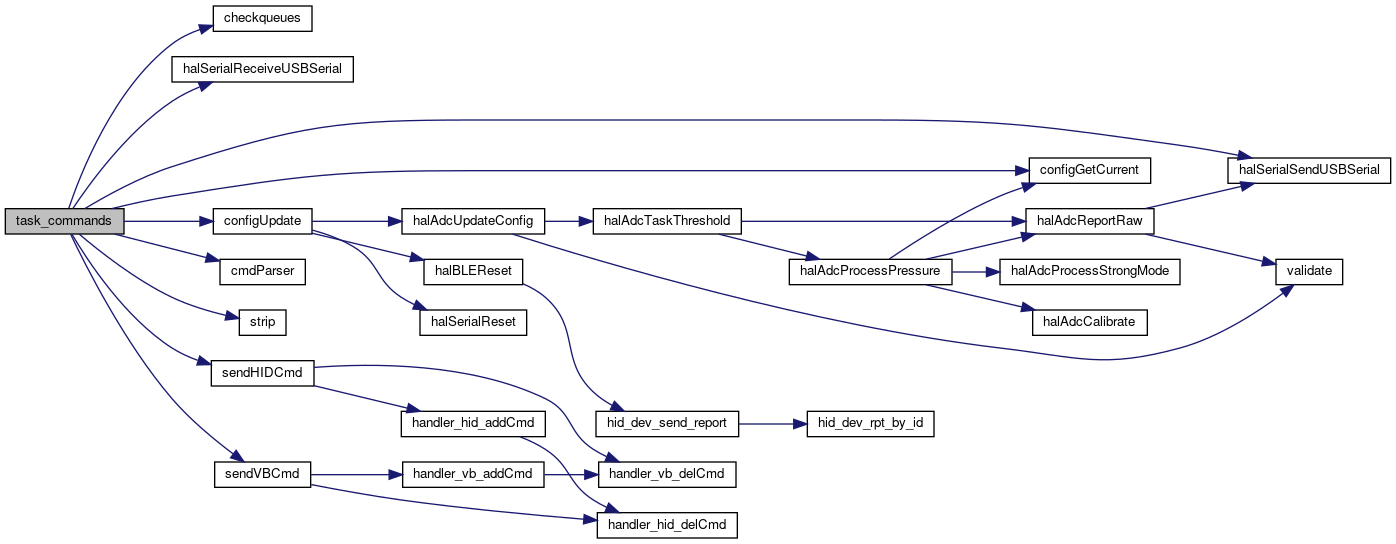 checkqueues
halSerialReceiveUSBSerial
configGetCurrent
halSerialSendUSBSerial
task_commands
configUpdate
halAdcUpdateConfig
halAdcTaskThreshold
halAdcReportRaw
cmdParser
halBLEReset
halAdcProcessPressure
halAdcProcessStrongMode
validate
strip
halSerialReset
halAdcCalibrate
sendHIDCmd
handler_hid_addCmd
hid_dev_send_report
hid_dev_rpt_by_id
sendVBCmd
handler_vb_addCmd
handler_vb_delCmd
handler_hid_delCmd